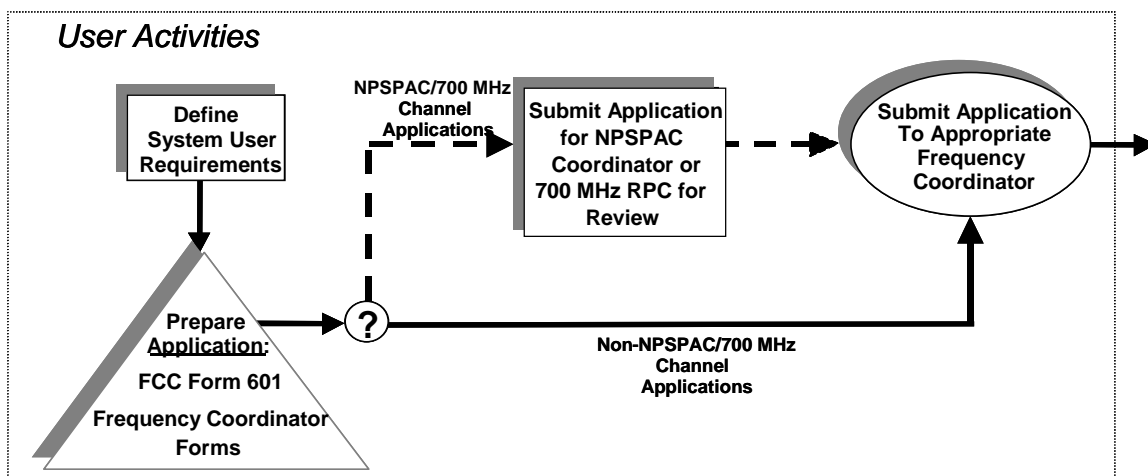 User Activities
Define
System User
Requirements
Prepare
Application:
FCC Form 601
Frequency Coordinator
Forms
?
NPSPAC/700 MHz
Channel
Applications
Submit Application
for NPSPAC
Coordinator or
700 MHz RPC for
Review
Non-NPSPAC/700 MHz
Channel
Applications
Submit Application
To Appropriate
Frequency
Coordinator